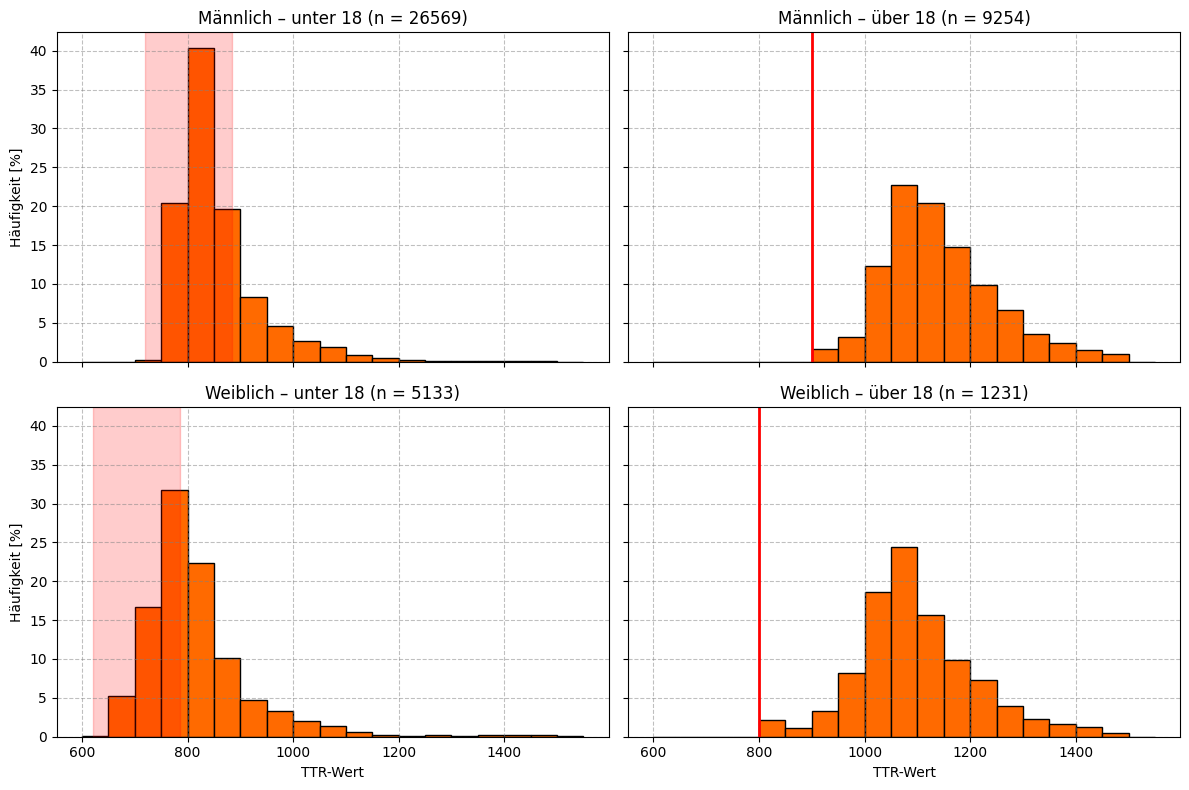 Männlich – unter 18 (n = 26569)
Männlich – über 18 (n = 9254)
40
35
30
25
20
15
10
5
0
Häufigkeit [%]
Weiblich – unter 18 (n = 5133)
Weiblich – über 18 (n = 1231)
40
35
30
25
20
15
10
5
0
Häufigkeit [%]
600 800 1000 1200 1400
600 800 1000 1200 1400
TTR-Wert
TTR-Wert